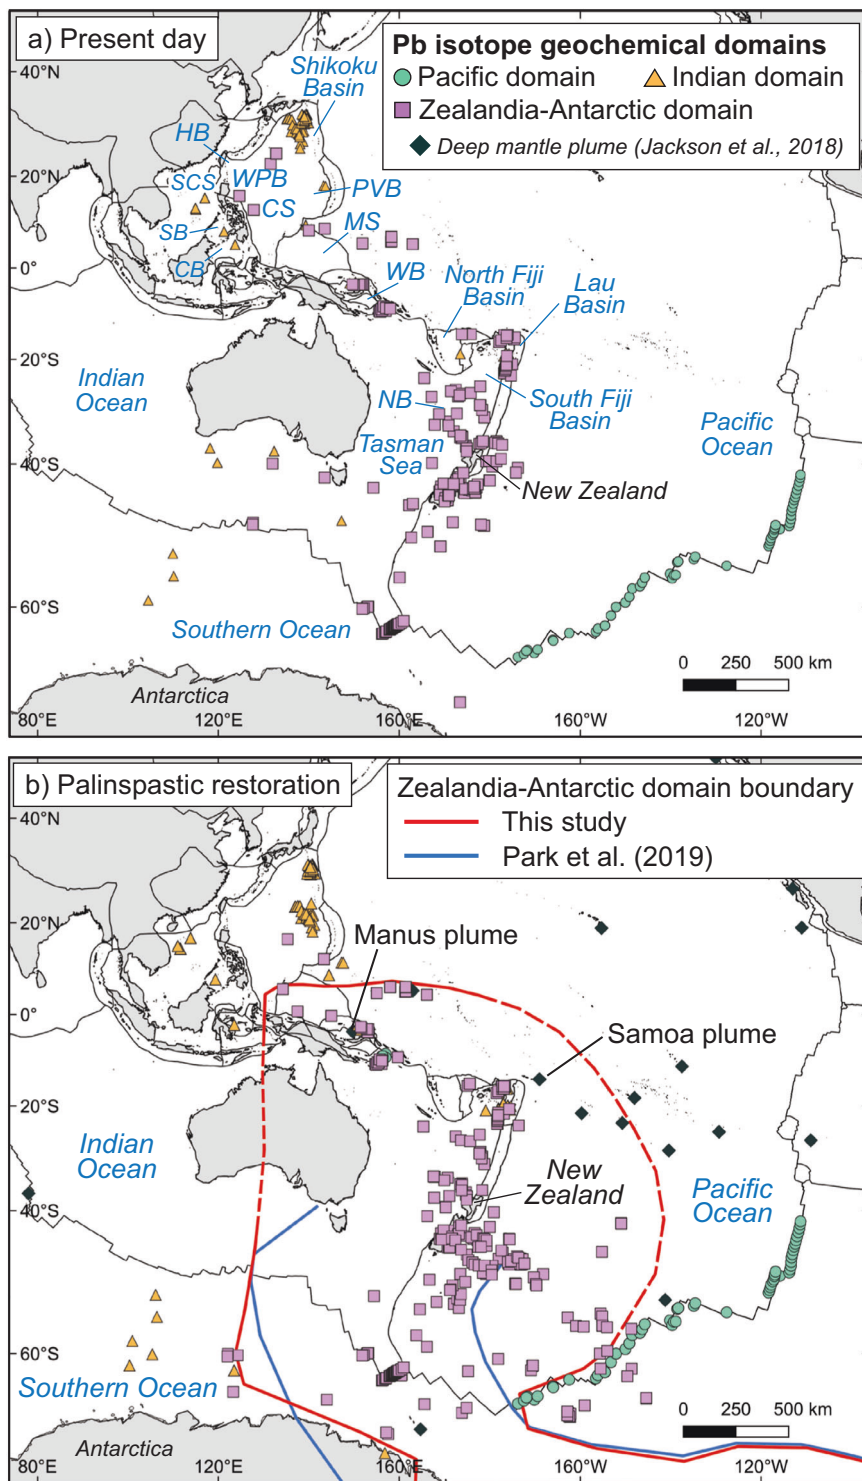 a) Present day
Pb isotope geochemical domains
Pacific domain
Indian domain
Zealandia-Antarctic domain
Deep mantle plume (Jackson et al., 2018)
40°N
20°N
0°
20°S
40°S
60°S
Shikoku
Basin
HB
SCS
WPB
CS
PVB
SB
MS
CB
WB
North Fiji
Basin
Lau
Basin
Indian
Ocean
NB
South Fiji
Basin
Tasman
Sea
Pacific
Ocean
New Zealand
Southern Ocean
0 250 500 km
Antarctica
80°E 120°E 160°E 160°W 120°W
b) Palinspastic restoration
Zealandia-Antarctic domain boundary
This study
Park et al. (2019)
40°N
20°N
0°
20°S
40°S
60°S
Manus plume
Samoa plume
Indian
Ocean
New
Zealand
Pacific
Ocean
Southern Ocean
0 250 500 km
Antarctica
80°E 120°E 160°E 160°W 120°W